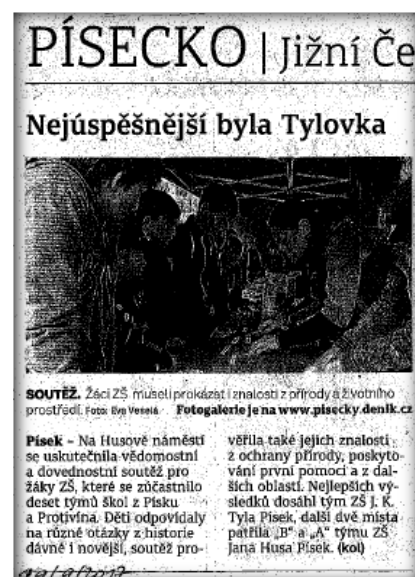 PÍSECKO | Jižní Če
Nejúspěšnější byla Tylovka
SOUTĚŽ. Žáci ZŠ museli prokázat i znalosti z přírody a životního
prostředí. Foto: Eva Veselá Fotogalerie je na www.pisecky.denik.cz
Písek – Na Husově náměstí
se uskutečnila vědomostní
a dovednostní soutěž pro
žáky ZŠ, které se zúčastnilo
deset týmů škol z Písku
a Protivína. Děti odpovídaly
na různé otázky z historie
dávné i novější, soutěž pro-
věřila také jejich znalosti
z ochrany přírody, poskyto-
vání první pomoci a z dal-
ších oblastí. Nejlepších vý-
sledků dosáhl tým ZŠ J. K.
Tyla Písek, další dvě místa
patřila „B" a „A" týmu ZŠ
Jana Husa Písek. (kol)